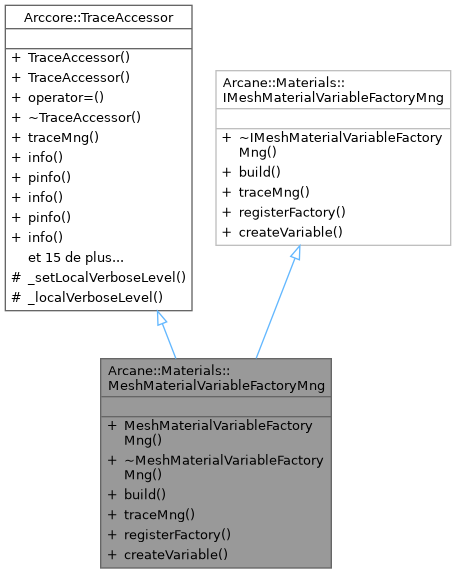 Arccore::TraceAccessor
+ TraceAccessor()
+ TraceAccessor()
+ operator=()
+ ~TraceAccessor()
+ traceMng()
+ info()
+ pinfo()
+ info()
+ pinfo()
+ info()
et 15 de plus...
# _setLocalVerboseLevel()
# _localVerboseLevel()
Arcane::Materials::
IMeshMaterialVariableFactoryMng
+ ~IMeshMaterialVariableFactory
Mng()
+ build()
+ traceMng()
+ registerFactory()
+ createVariable()
Arcane::Materials::
MeshMaterialVariableFactoryMng
+ MeshMaterialVariableFactory
Mng()
+ ~MeshMaterialVariableFactory
Mng()
+ build()
+ traceMng()
+ registerFactory()
+ createVariable()